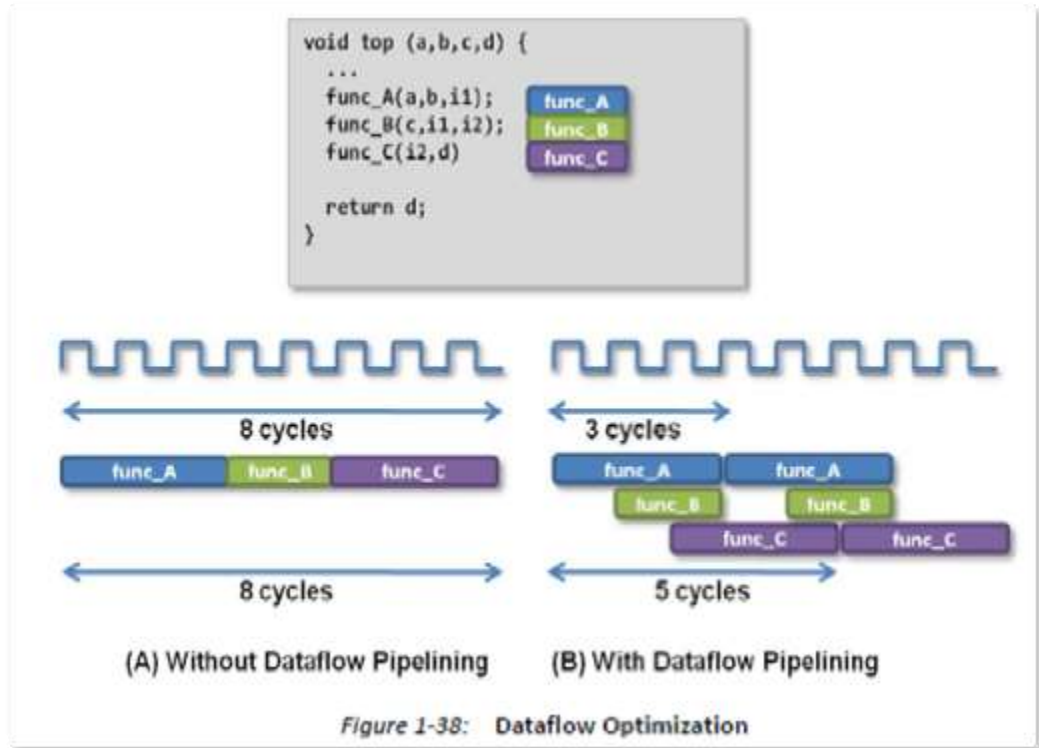 void top (a,b,c,d) {
...
func_A(a,b,i1);
func_B(c,i1,i2);
func_C(i2,d)
return d;
}
func_A
func_B
func_C
8 cycles
func_A func_B func_C
8 cycles
(A) Without Dataflow Pipelining
3 cycles
func_A func_A
func_B func_B
func_C func_C
5 cycles
(B) With Dataflow Pipelining
Figure 1-38: Dataflow Optimization